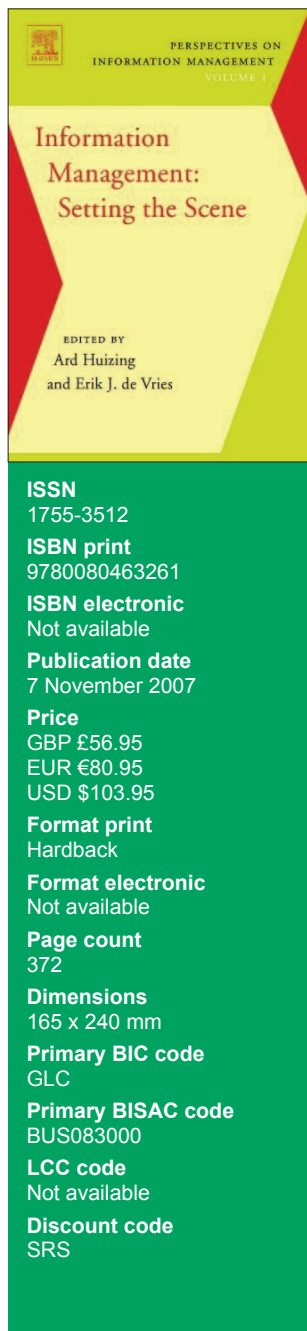 ELSEVIER
PERSPECTIVES ON
INFORMATION MANAGEMENT
VOLUME 1
Information
Management:
Setting the Scene
EDITED BY
Ard Huizing
and Erik J. de Vries
ISSN
1755-3512
ISBN print
9780080463261
ISBN electronic
Not available
Publication date
7 November 2007
Price
GBP £56.95
EUR €80.95
USD $103.95
Format print
Hardback
Format electronic
Not available
Page count
372
Dimensions
165 x 240 mm
Primary BIC code
GLC
Primary BISAC code
BUS083000
LCC code
Not available
Discount code
SRS